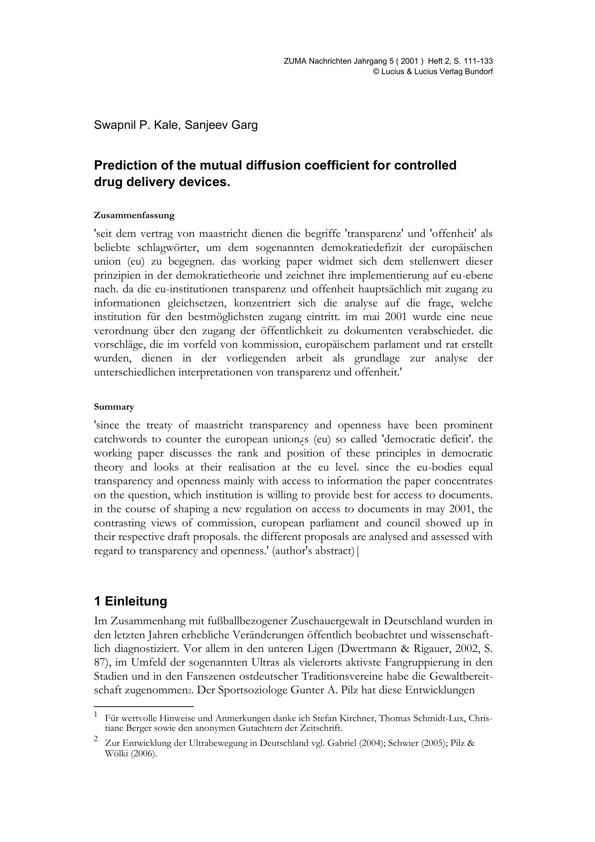 ZUMA Nachrichten Jahrgang 5 ( 2001 ) Heft 2, S. 111-133
© Lucius & Lucius Verlag Bundorf
Swapnil P. Kale, Sanjeev Garg
Prediction of the mutual diffusion coefficient for controlled
drug delivery devices.
Zusammenfassung
'seit dem vertrag von maastricht dienen die begriffe 'transparenz' und 'offenheit' als
beliebte schlagwörter, um dem sogenannten demokratiedefizit der europäischen
union (eu) zu begegnen. das working paper widmet sich dem stellenwert dieser
prinzipien in der demokratietheorie und zeichnet ihre implementierung auf eu-ebene
nach. da die eu-institutionen transparenz und offenheit hauptsächlich mit zugang zu
informationen gleichsetzen, konzentriert sich die analyse auf die frage, welche
institution für den bestmöglichsten zugang eintritt. im mai 2001 wurde eine neue
verordnung über den zugang der öffentlichkeit zu dokumenten verabschiedet. die
vorschläge, die im vorfeld von kommission, europäischem parlament und rat erstellt
wurden, dienen in der vorliegenden arbeit als grundlage zur analyse der
unterschiedlichen interpretationen von transparenz und offenheit.'
Summary
'since the treaty of maastricht transparency and openness have been prominent
catchwords to counter the european union¿s (eu) so called 'democratic deficit'. the
working paper discusses the rank and position of these principles in democratic
theory and looks at their realisation at the eu level. since the eu-bodies equal
transparency and openness mainly with access to information the paper concentrates
on the question, which institution is willing to provide best for access to documents.
in the course of shaping a new regulation on access to documents in may 2001, the
contrasting views of commission, european parliament and council showed up in
their respective draft proposals. the different proposals are analysed and assessed with
regard to transparency and openness.' (author's abstract)|
1 Einleitung
Im Zusammenhang mit fußballbezogener Zuschauergewalt in Deutschland wurden in
den letzten Jahren erhebliche Veränderungen öffentlich beobachtet und wissenschaft-
lich diagnostiziert. Vor allem in den unteren Ligen (Dwertmann & Rigauer, 2002, S.
87), im Umfeld der sogenannten Ultras als vielerorts aktivste Fangruppierung in den
Stadien und in den Fanszenen ostdeutscher Traditionsvereine habe die Gewaltbereit-
schaft zugenommen2. Der Sportsoziologe Gunter A. Pilz hat diese Entwicklungen
1 Für wertvolle Hinweise und Anmerkungen danke ich Stefan Kirchner, Thomas Schmidt-Lux, Chris-
tiane Berger sowie den anonymen Gutachtern der Zeitschrift.
2 Zur Entwicklung der Ultrabewegung in Deutschland vgl. Gabriel (2004); Schwier (2005); Pilz &
Wölki (2006).